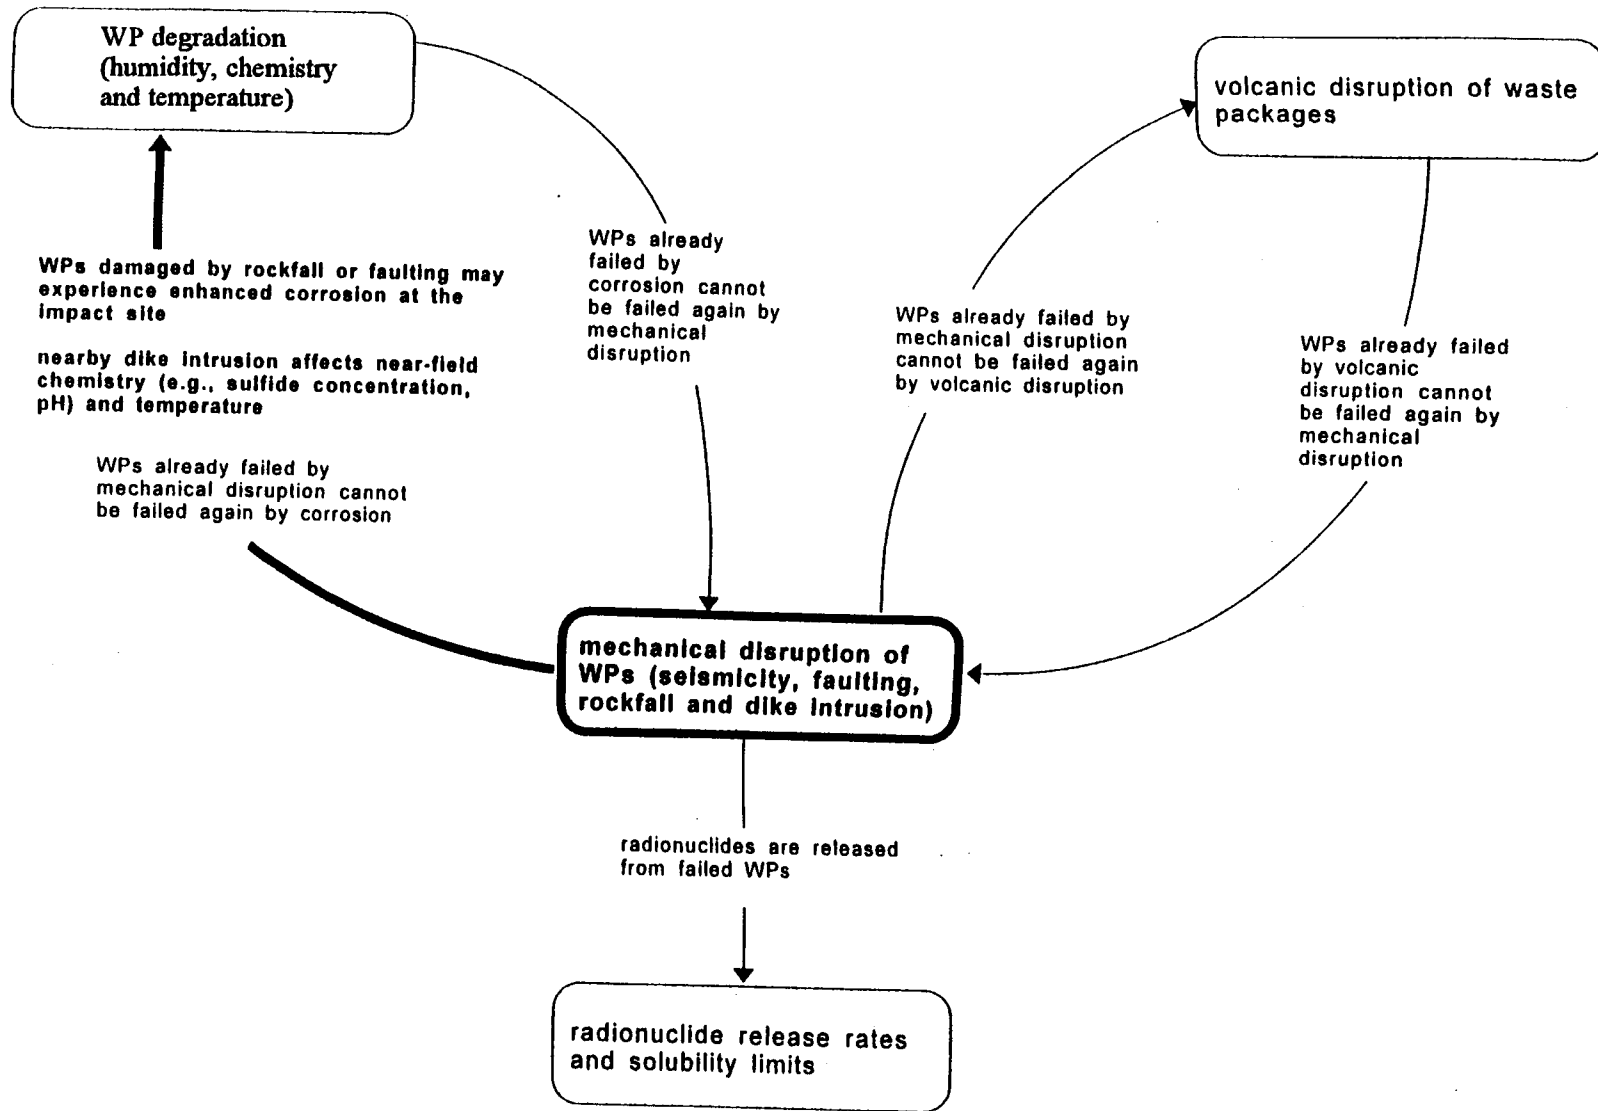 WP degradation
(humidity, chemistry
and temperature)
volcanic disruption of waste
packages
WPs damaged by rockfall or faulting may
experience enhanced corrosion at the
impact site
nearby dike intrusion affects near-field
chemistry (e.g., sulfide concentration,
pH) and temperature
WPs already failed by
mechanical disruption cannot
be failed again by corrosion
WPs already
failed by
corrosion cannot
be failed again by
mechanical
disruption
WPs already failed by
mechanical disruption
cannot be failed again
by volcanic disruption
WPs already failed
by volcanic
disruption cannot
be failed again by
mechanical
disruption
mechanical disruption of
WPs (seismicity, faulting,
rockfall and dike intrusion)
radionuclides are released
from failed WPs
radionuclide release rates
and solubility limits